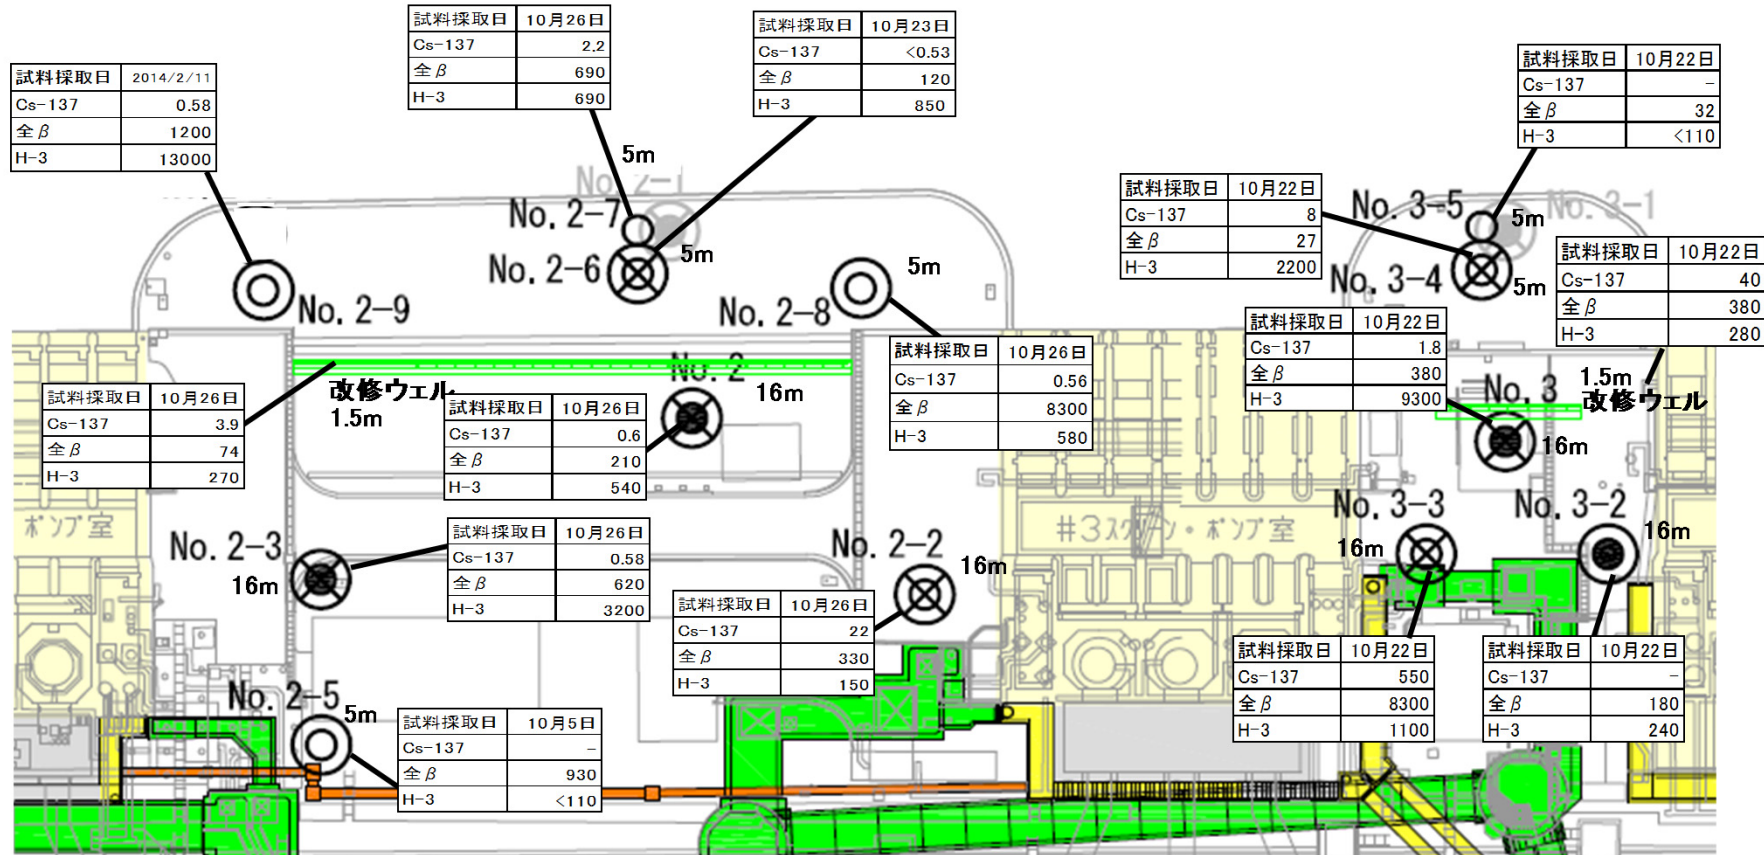 試料採取日 10月26日
Cs-137 2.2
全β 690
H-3 690
試料採取日 10月23日
Cs-137 <0.53
全β 120
H-3 850
試料採取日 10月22日
Cs-137 -
全β 32
H-3 <110
試料採取日 2014/2/11
Cs-137 0.58
全β 1200
H-3 13000
5m
No. 2-1
No. 2-7
No. 2-6
5m
No. 2-9
No. 2-8
5m
試料採取日 10月22日
Cs-137 8
全β 27
H-3 2200
No. 3-5
5m
No. 3-1
No. 3-4
5m
試料採取日 10月22日
Cs-137 40
全β 380
H-3 280
試料採取日 10月22日
Cs-137 1.8
全β 380
H-3 9300
試料採取日 10月26日
Cs-137 0.56
全β 8300
H-3 580
改修ウェル
1.5m
No. 2
16m
1.5m
改修ウェル
No. 3
16m
試料採取日 10月26日
Cs-137 3.9
全β 74
H-3 270
試料採取日 10月26日
Cs-137 0.6
全β 210
H-3 540
ポンプ室
#3スクリーン・ポンプ室
No. 2-3
16m
試料採取日 10月26日
Cs-137 0.58
全β 620
H-3 3200
No. 2-2
16m
No. 3-3
16m
No. 3-2
16m
試料採取日 10月26日
Cs-137 22
全β 330
H-3 150
試料採取日 10月22日
Cs-137 550
全β 8300
H-3 1100
試料採取日 10月22日
Cs-137 -
全β 180
H-3 240
No. 2-5
5m
試料採取日 10月5日
Cs-137 -
全β 930
H-3 <110